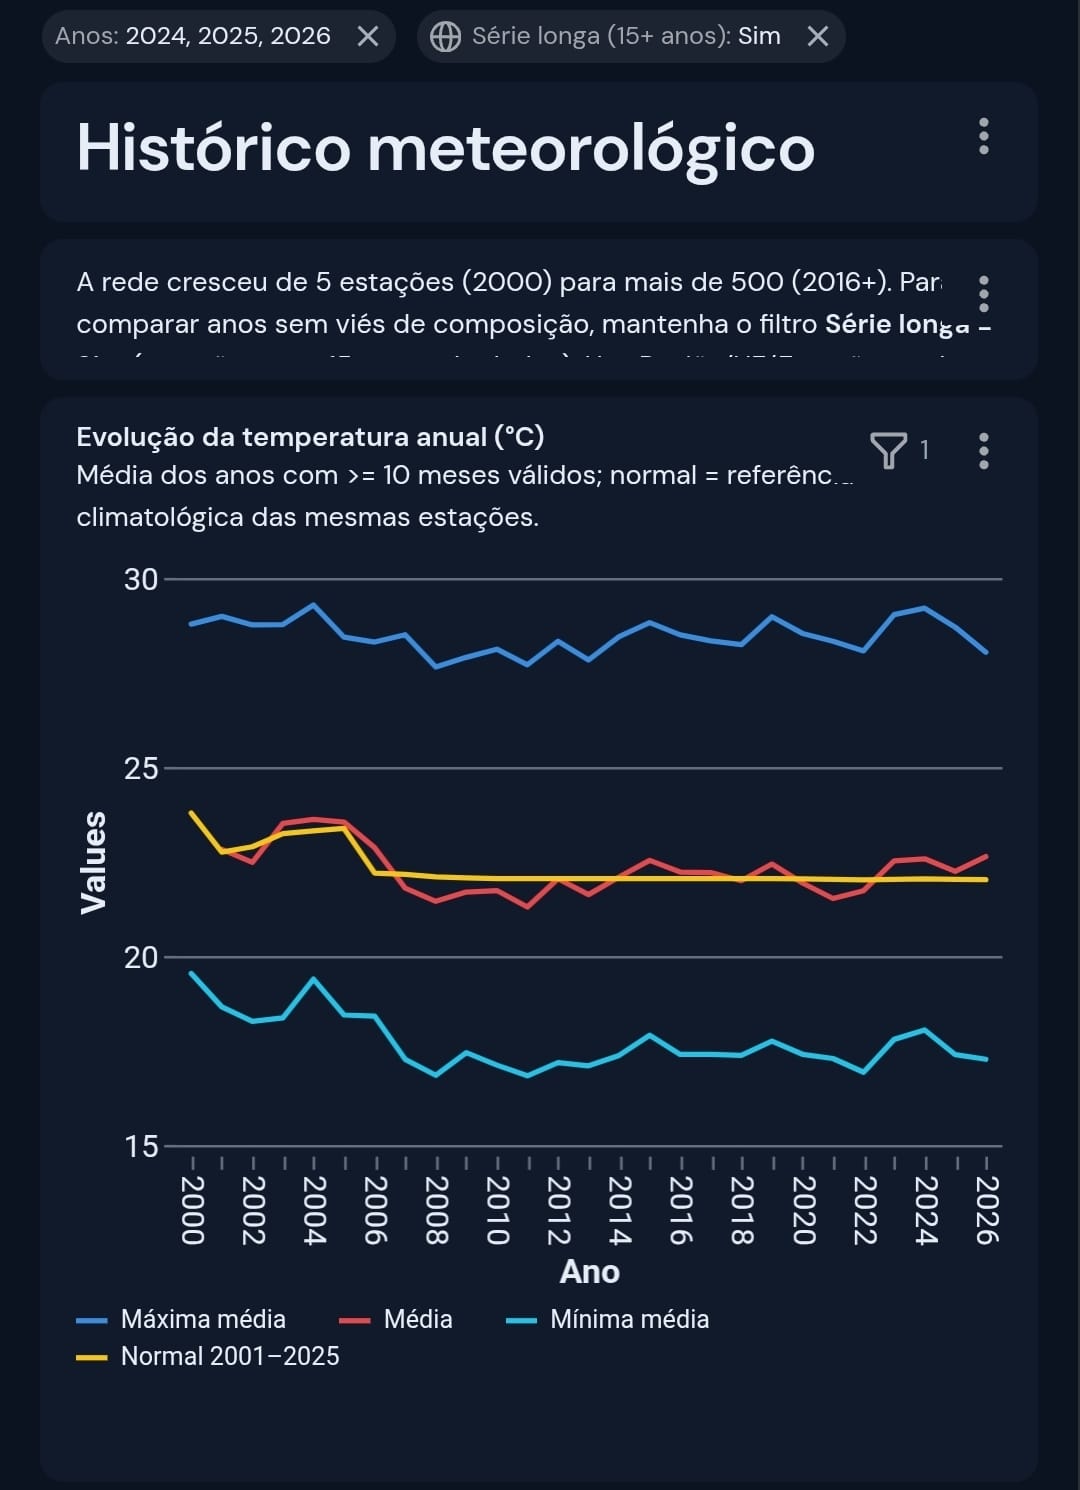 Anos: 2024, 2025, 2026
Série longa (15+ anos): Sim
Histórico meteorológico
A rede cresceu de 5 estações (2000) para mais de 500 (2016+).
comparar anos sem viés de composição, mantenha o filtro Série longa =
Evolução da temperatura anual (°C)
1
Média dos anos com >= 10 meses válidos; normal =
climatológica das mesmas estações.
30
25
20
15
Values
2000 2002 2004 2006 2008 2010 2012 2014 2016 2018 2020 2022 2024 2026
Ano
Máxima média Média Mínima média
Normal 2001–2025